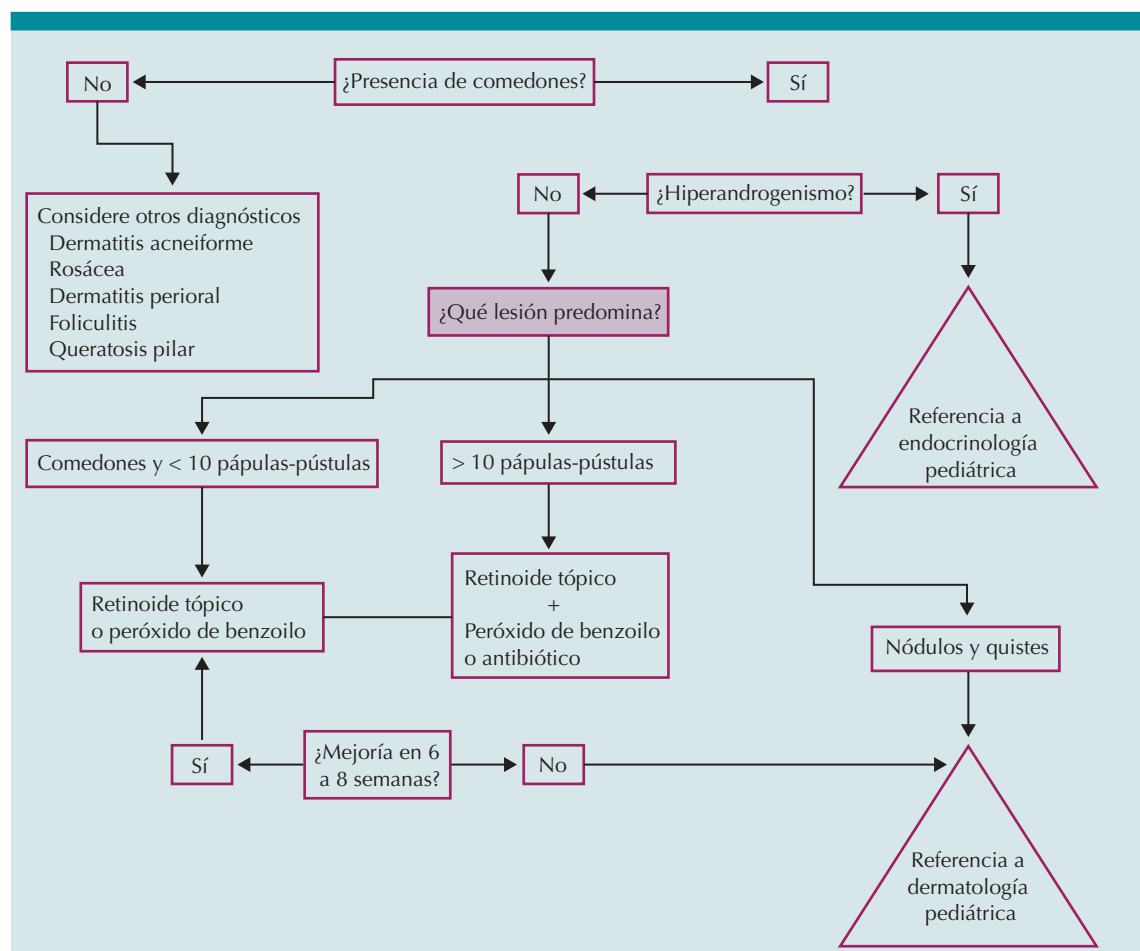 No
¿Presencia de comedones?
Sí
Considere otros diagnósticos
Dermatitis acneiforme
Rosácea
Dermatitis perioral
Foliculitis
Queratosis pilar
No
¿Hiperandrogenismo?
Sí
¿Qué lesión predomina?
Referencia a
endocrinología
pediátrica
Comedones y < 10 pápulas-pústulas
> 10 pápulas-pústulas
Retinoide tópico
o peróxido de benzoilo
Retinoide tópico
+
Peróxido de benzoilo
o antibiótico
Nódulos y quistes
Sí
¿Mejoría en 6
a 8 semanas?
No
Referencia a
dermatología
pediátrica